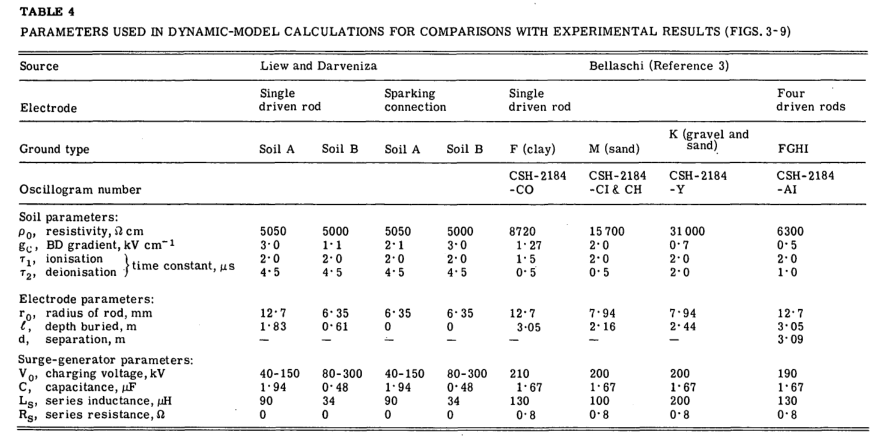 TABLE 4
PARAMETERS USED IN DYNAMIC-MODEL CALCULATIONS FOR COMPARISONS WITH EXPERIMENTAL RESULTS (FIGS. 3-9)
Source Liew and Darveniza Bellaschi (Reference 3)
Electrode Single driven rod Sparking connection Single driven rod Four driven rods
Ground type Soil A Soil B Soil A Soil B F (clay) M (sand) K (gravel and sand) FGHI
Oscillogram number CSH-2184 -CO CSH-2184 -CI & CH CSH-2184 -Y CSH-2184 -AI
Soil parameters:
ρ₀, resistivity, Ω cm 5050 5000 5050 5000 8720 15 700 31 000 6300
g_c, BD gradient, kV cm⁻¹ 3·0 1·1 2·1 3·0 1·27 2·0 0·7 0·5
τ₁, ionisation } time constant, μs 2·0 2·0 2·0 2·0 1·5 2·0 2·0 2·0
τ₂, deionisation 4·5 4·5 4·5 4·5 0·5 0·5 2·0 1·0
Electrode parameters:
r₀, radius of rod, mm 12·7 6·35 6·35 6·35 12·7 7·94 7·94 12·7
ℓ, depth buried, m 1·83 0·61 0 0 3·05 2·16 2·44 3·05
d, separation, m — — — — — — — 3·09
Surge-generator parameters:
V₀, charging voltage, kV 40-150 80-300 40-150 80-300 210 200 200 190
C, capacitance, μF 1·94 0·48 1·94 0·48 1·67 1·67 1·67 1·67
L_s, series inductance, μH 90 34 90 34 130 100 200 130
R_s, series resistance, Ω 0 0 0 0 0·8 0·8 0·8 0·8